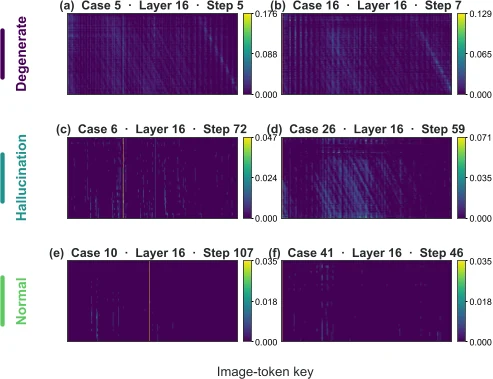 (a) Case 5 · Layer 16 · Step 5
0.176
0.088
0.000
(b) Case 16 · Layer 16 · Step 7
0.129
0.065
0.000
Degenerate
(c) Case 6 · Layer 16 · Step 72
0.047
0.024
0.000
(d) Case 26 · Layer 16 · Step 59
0.071
0.035
0.000
Hallucination
(e) Case 10 · Layer 16 · Step 107
0.035
0.018
0.000
(f) Case 41 · Layer 16 · Step 46
0.035
0.018
0.000
Normal
Image-token key